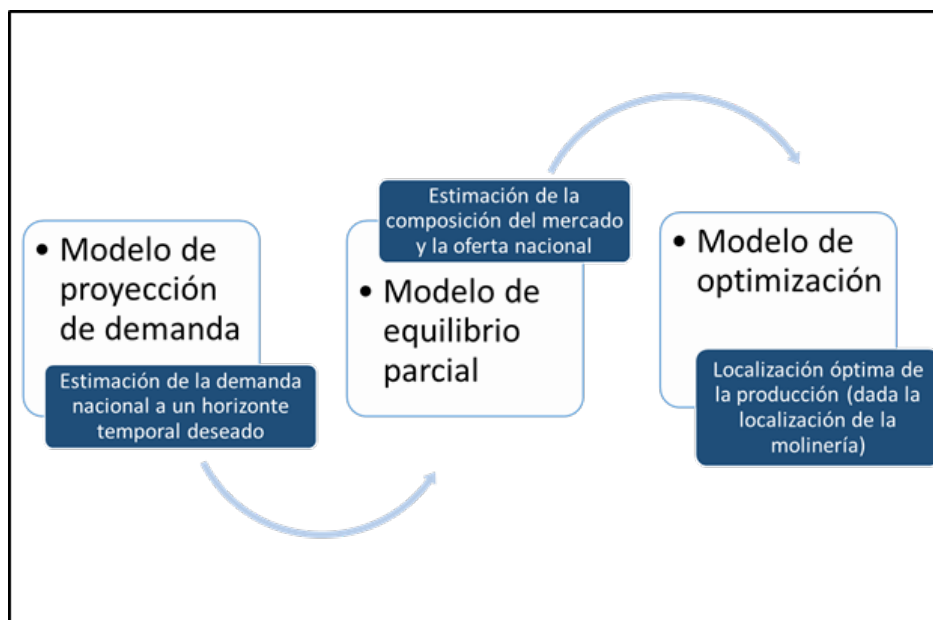 • Modelo de
proyección
de demanda
Estimación de la demanda
nacional a un horizonte
temporal deseado
Estimación de la
composición del mercado
y la oferta nacional
• Modelo de
equilibrio
parcial
• Modelo de
optimización
Localización óptima de
la producción (dada la
localización de la
molinería)